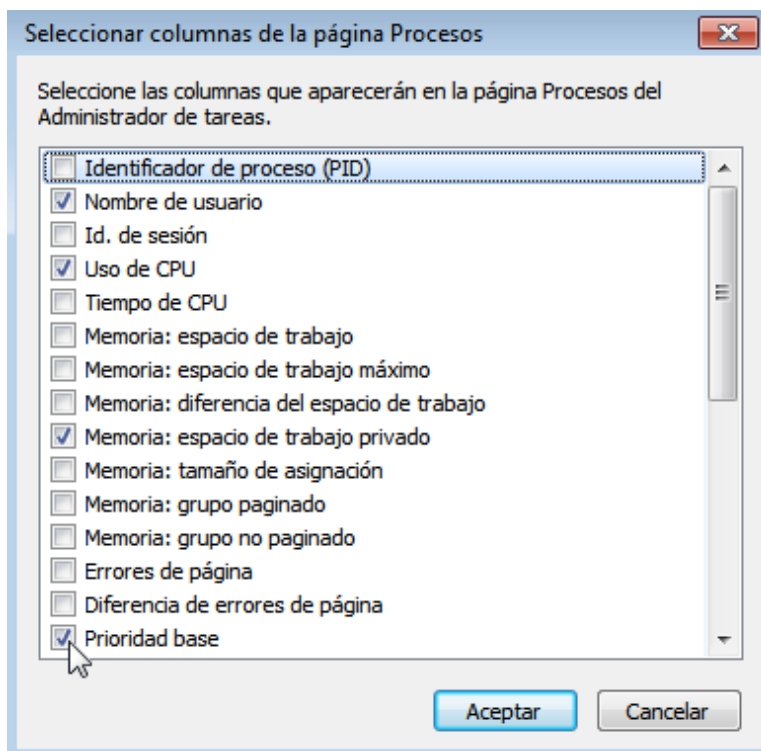 Seleccionar columnas de la página Procesos
Seleccione las columnas que aparecerán en la página Procesos del
Administrador de tareas.
Identificador de proceso (PID)
Nombre de usuario
Id. de sesión
Uso de CPU
Tiempo de CPU
Memoria: espacio de trabajo
Memoria: espacio de trabajo máximo
Memoria: diferencia del espacio de trabajo
Memoria: espacio de trabajo privado
Memoria: tamaño de asignación
Memoria: grupo paginado
Memoria: grupo no paginado
Errores de página
Diferencia de errores de página
Prioridad base
Aceptar
Cancelar